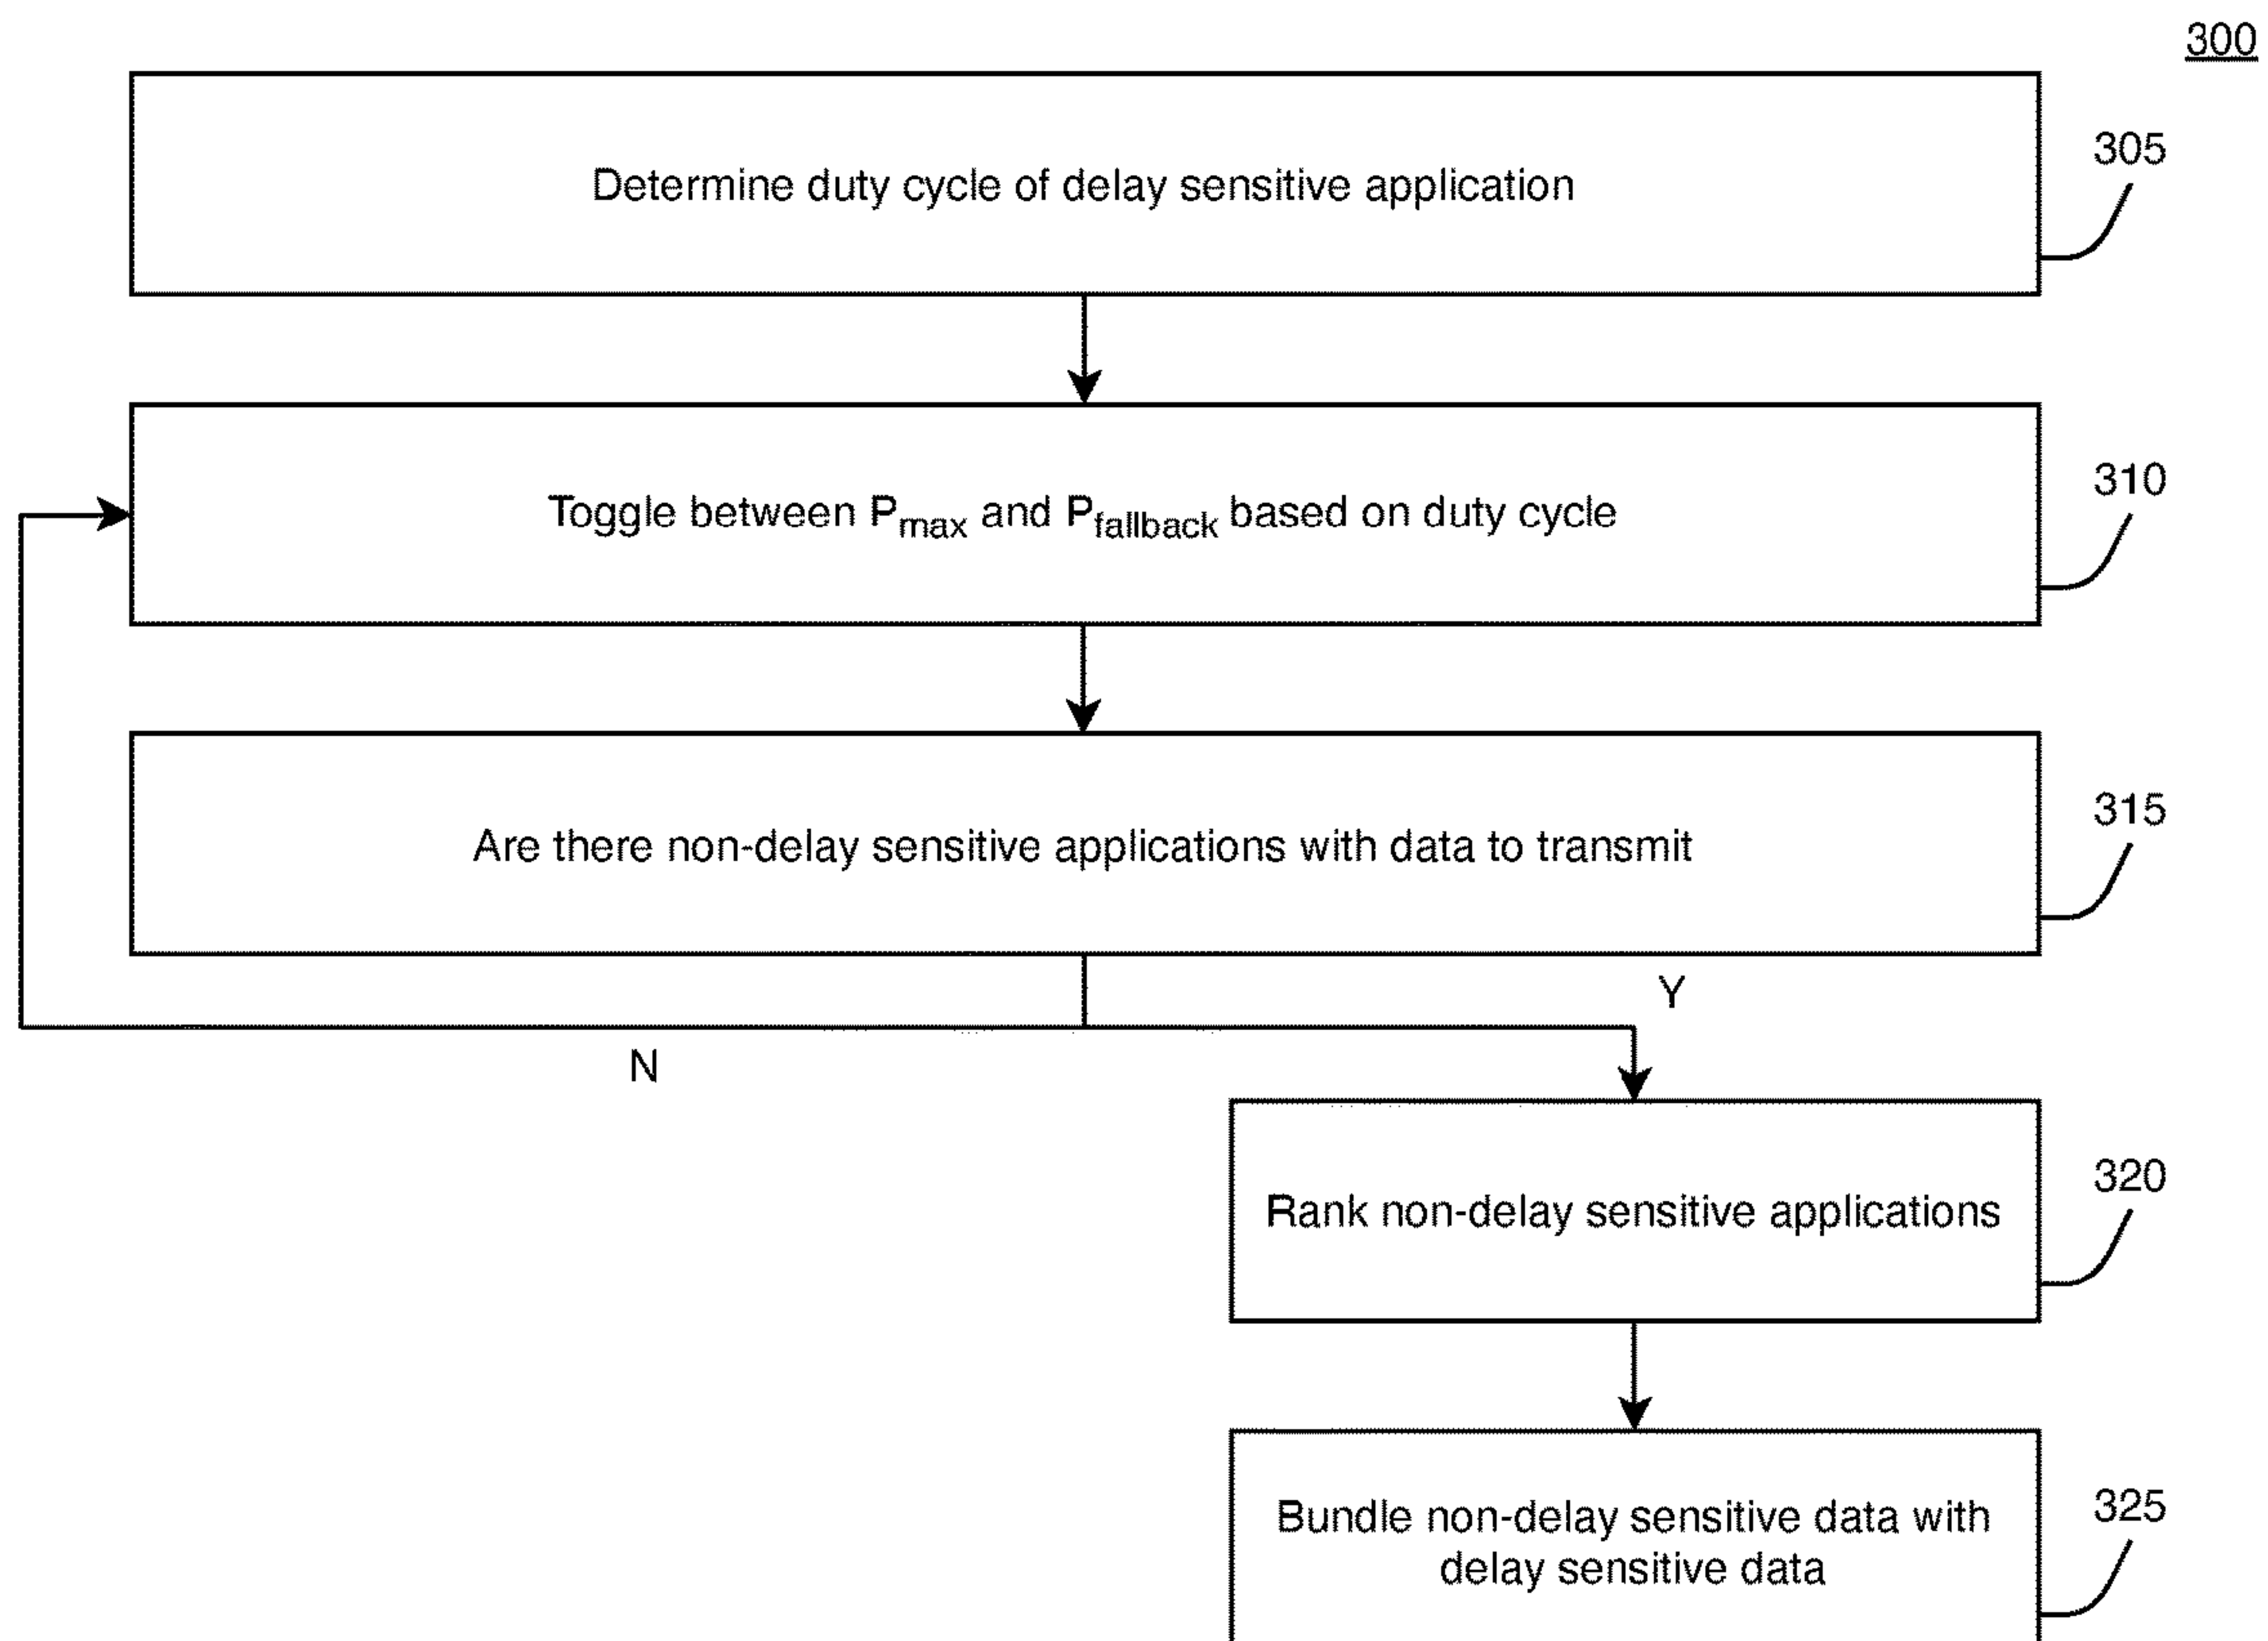 300
Determine duty cycle of delay sensitive application
305
Toggle between Pmax and Pfallback based on duty cycle
310
Are there non-delay sensitive applications with data to transmit
315
Y
N
Rank non-delay sensitive applications
320
Bundle non-delay sensitive data with
delay sensitive data
325